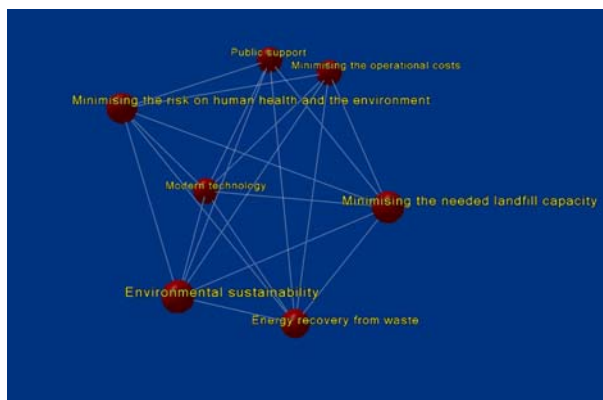 Public support
Minimising the operational costs
Minimising the risk on human health and the environment
Modern technology
Minimising the needed landfill capacity
Environmental sustainability
Energy recovery from waste